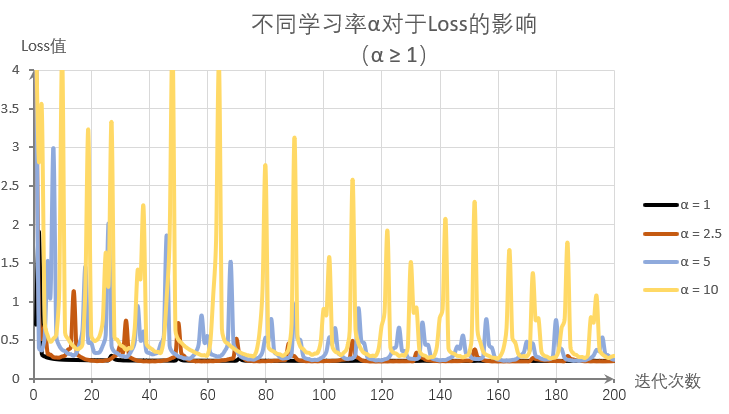 不同学习率α对于Loss的影响
（α ≥ 1）
Loss值
4
3.5
3
2.5
2
1.5
1
0.5
0
0 20 40 60 80 100 120 140 160 180 200
迭代次数
α = 1
α = 2.5
α = 5
α = 10